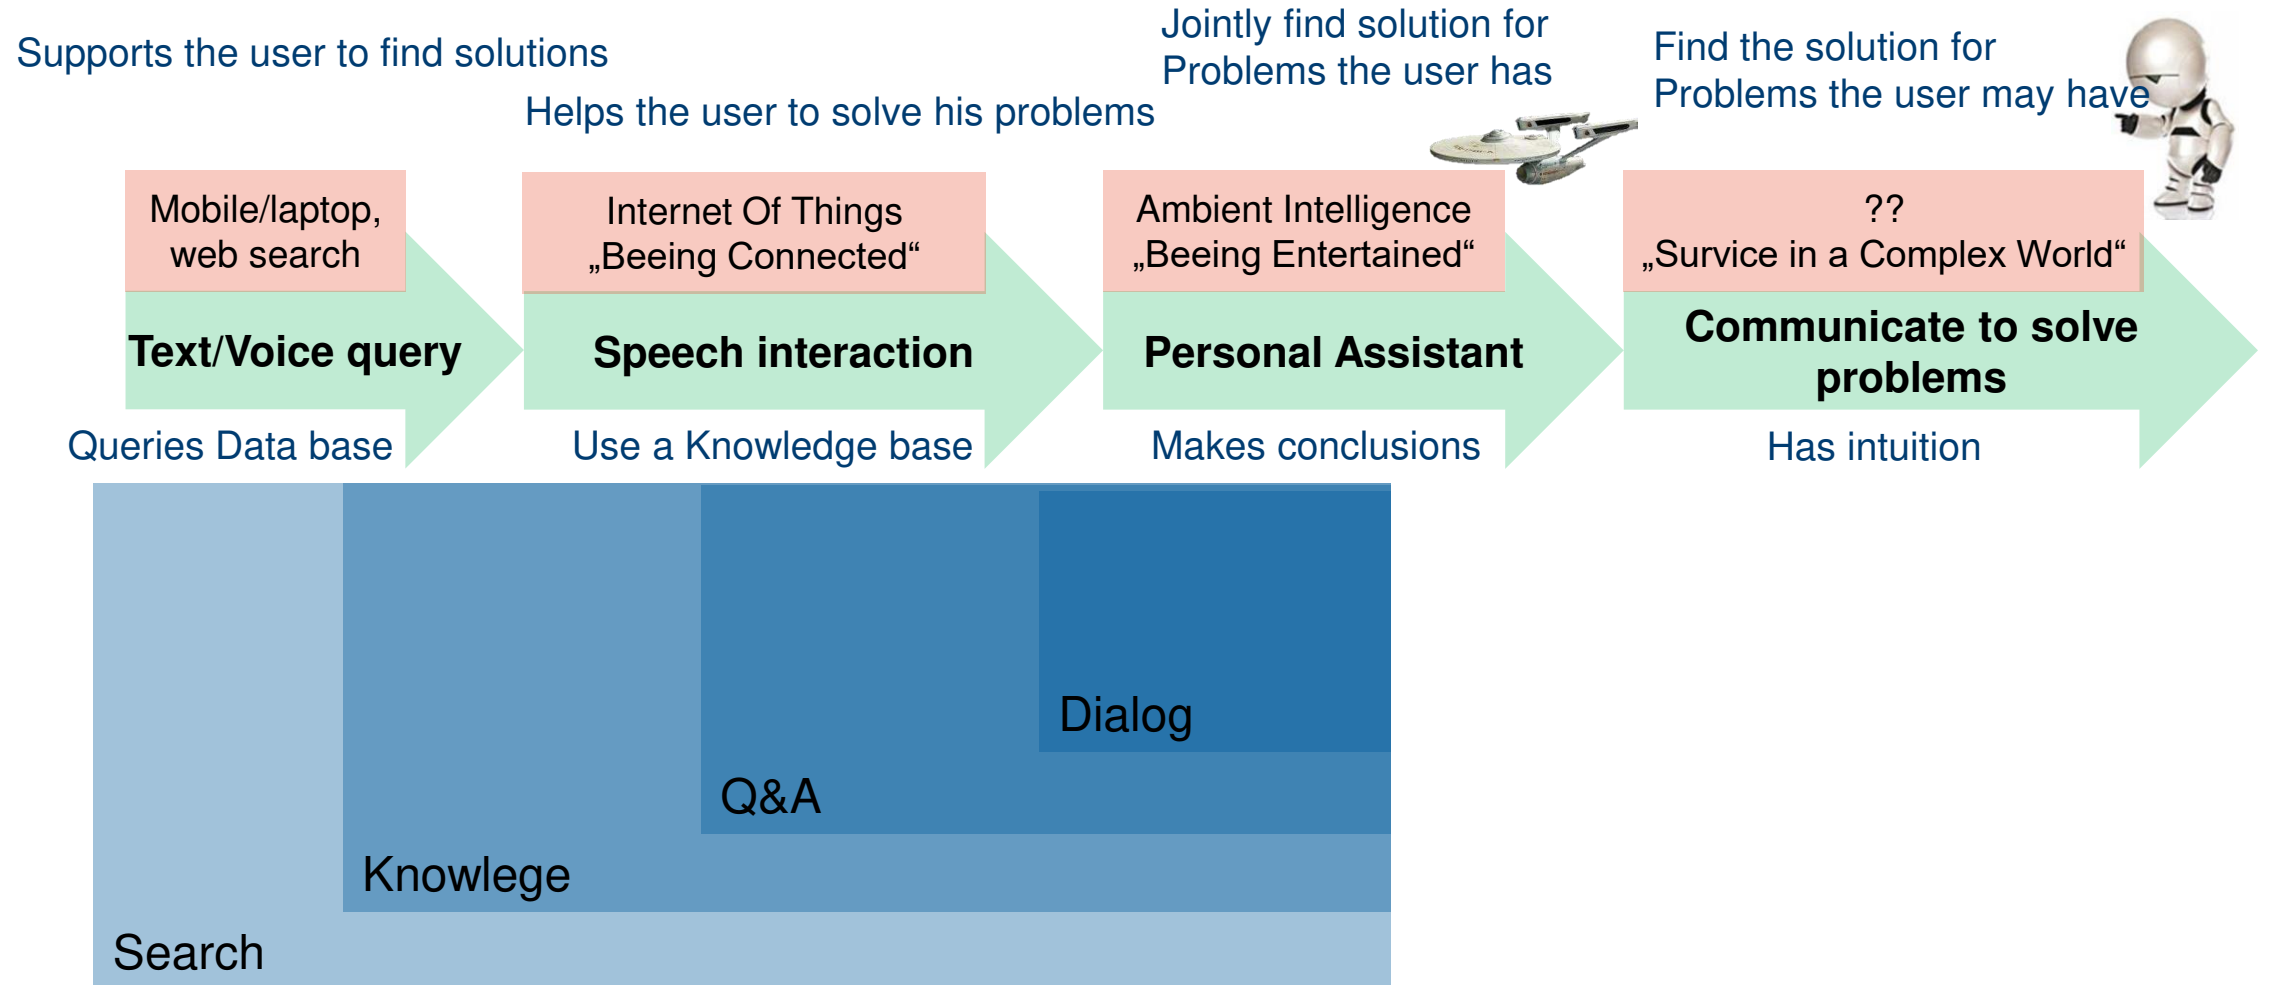 Supports the user to find solutions
Helps the user to solve his problems
Jointly find solution for
Problems the user has
Find the solution for
Problems the user may have
Mobile/laptop,
web search
Internet Of Things
„Beeing Connected“
Ambient Intelligence
„Beeing Entertained“
??
„Survice in a Complex World“
Text/Voice query
Speech interaction
Personal Assistant
Communicate to solve
problems
Queries Data base
Use a Knowledge base
Makes conclusions
Has intuition
Dialog
Q&A
Knowlege
Search